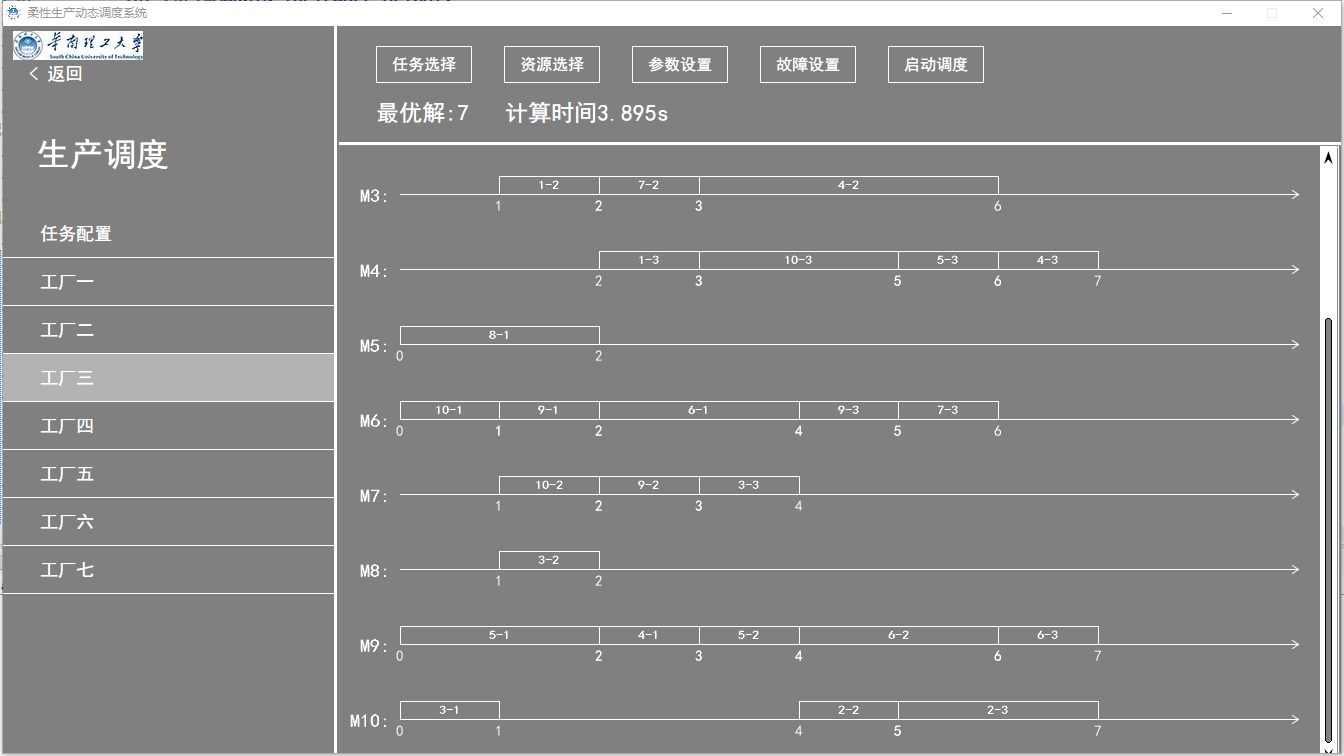 柔性生产动态调度系统
华南理工大学
South China University of Technology
< 返回
生产调度
任务配置
工厂一
工厂二
工厂三
工厂四
工厂五
工厂六
工厂七
任务选择 资源选择 参数设置 故障设置 启动调度
最优解:7 计算时间3.895s
1-2 7-2 4-2
M3:
1 2 3 6
1-3 10-3 5-3 4-3
M4:
2 3 5 6 7
8-1
M5:
0 2
10-1 9-1 6-1 9-3 7-3
M6:
0 1 2 4 5 6
10-2 9-2 3-3
M7:
1 2 3 4
3-2
M8:
1 2
5-1 4-1 5-2 6-2 6-3
M9:
0 2 3 4 6 7
3-1 2-2 2-3
M10:
0 1 4 5 7